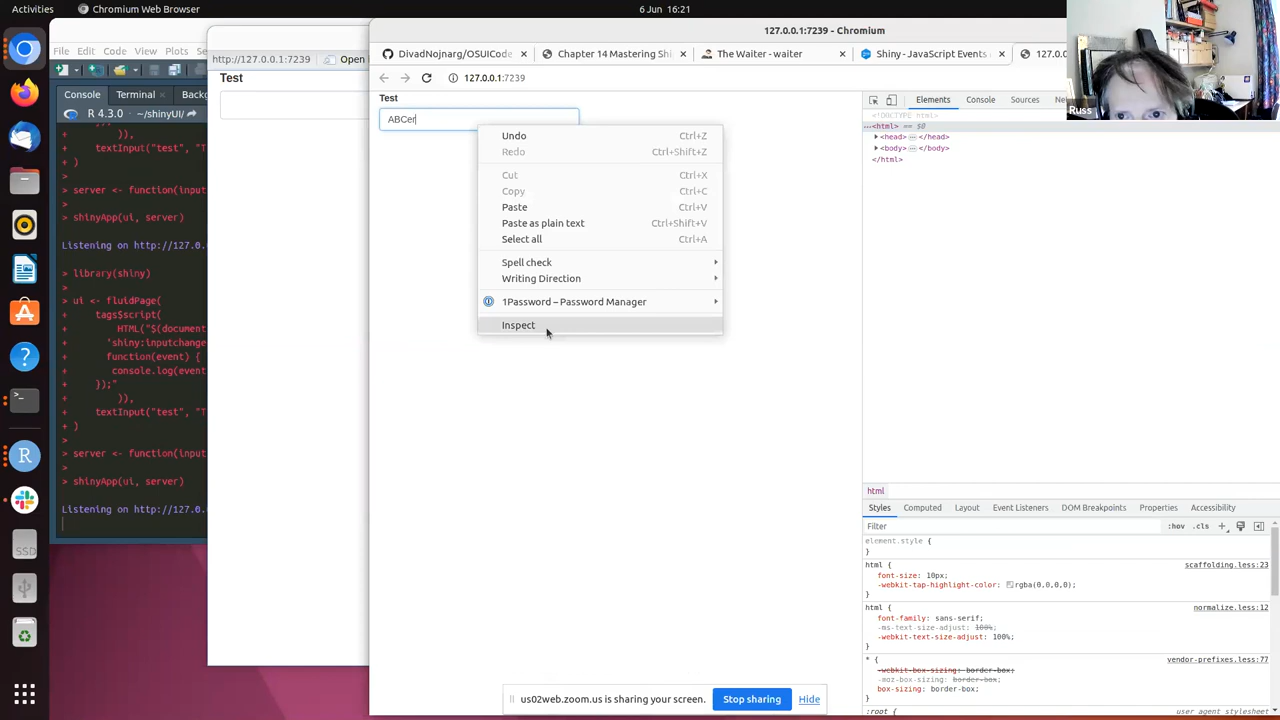 Activities
Chromium Web Browser
6 Jun 16:21
File Edit Code View Plots
Console Terminal
R 4.3.0 · ~/shinyUI/
+ )),
+ textInput("test", "T
+ )
>
> server <- function(input
>
> shinyApp(ui, server)
Listening on http://127.0.
> library(shiny)
>
> ui <- fluidPage(
+ tags$script(
+ HTML("$(document
+ 'shiny:inputchange
+ function(event) {
+ console.log(event
+ });"
+ )),
+ textInput("test", "T
+ )
>
> server <- function(input
>
> shinyApp(ui, server)
Listening on http://127.0.
http://127.0.0.1:7239
Open
Test
127.0.0.1:7239 - Chromium
DivadNojnarg/OSUICode
Chapter 14 Mastering Shi
The Waiter - waiter
Shiny - JavaScript Events
127.0.
127.0.0.1:7239
Test
ABCer
Undo Ctrl+Z
Redo Ctrl+Shift+Z
Cut Ctrl+X
Copy Ctrl+C
Paste Ctrl+V
Paste as plain text Ctrl+Shift+V
Select all Ctrl+A
Spell check
Writing Direction
1Password – Password Manager
Inspect
Russ
Elements Console Sources
<!DOCTYPE html>
<html> == $0
<head> … </head>
<body> … </body>
</html>
html
Styles Computed Layout Event Listeners DOM Breakpoints Properties Accessibility
Filter
:hov .cls
element.style {
}
html { scaffolding.less:23
font-size: 10px;
-webkit-tap-highlight-color: rgba(0,0,0,0);
}
html { normalize.less:12
font-family: sans-serif;
-ms-text-size-adjust: 100%;
-webkit-text-size-adjust: 100%;
}
* { vendor-prefixes.less:77
-webkit-box-sizing: border-box;
-moz-box-sizing: border-box;
box-sizing: border-box;
}
:root { user agent stylesheet
us02web.zoom.us is sharing your screen.
Stop sharing
Hide
SSD